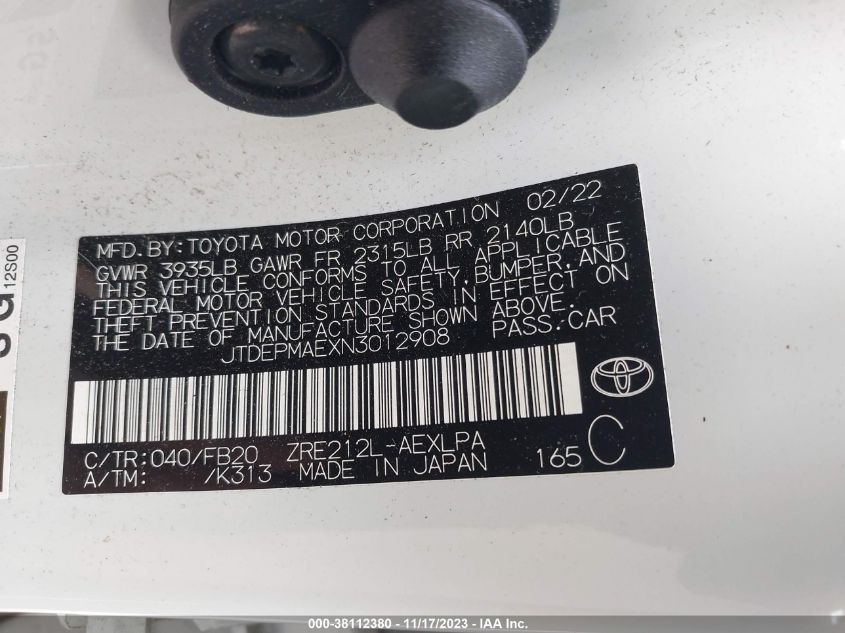 MFD.BY:TOYOTA MOTOR CORPORATION 02/22
GVWR 3935LB GAWR FR 2315LB RR 2140LB
THIS VEHICLE CONFORMS TO ALL APPLICABLE
FEDERAL MOTOR VEHICLE SAFETY,BUMPER,AND
THEFT PREVENTION STANDARDS IN EFFECT ON
THE DATE OF MANUFACTURE SHOWN ABOVE.
JTDEPMAEXN3012908 PASS.CAR
C/TR:040/FB20 ZRE212L-AEXLPA
A/TM: /K313 MADE IN JAPAN 165 C
12S00
000-38112380 - 11/17/2023 - IAA Inc.